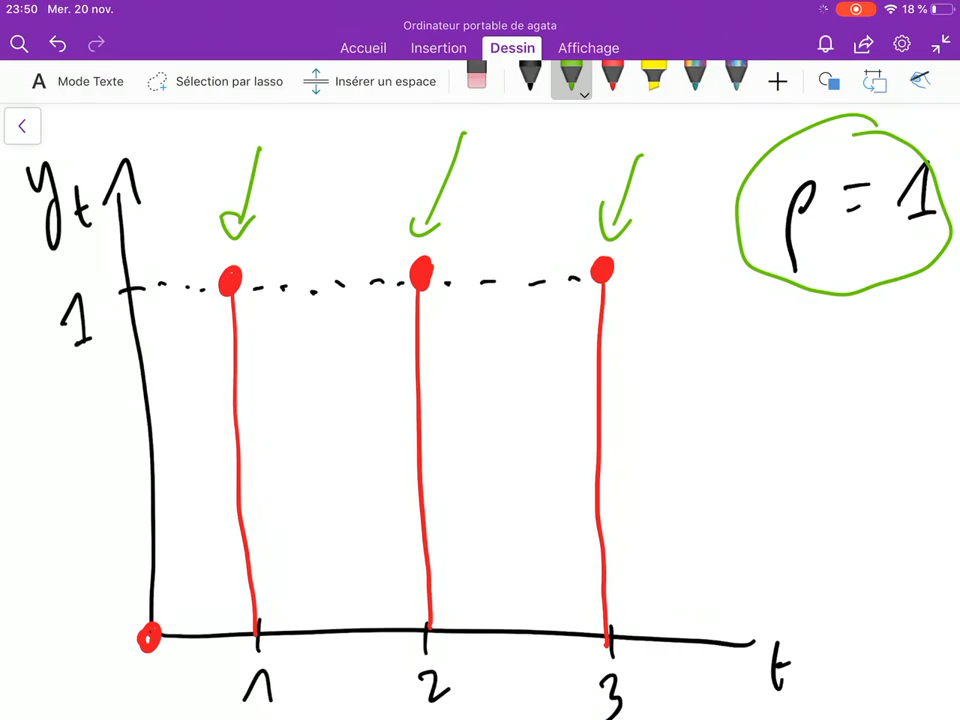 23:50 Mer. 20 nov. 18 %
Ordinateur portable de agata
Accueil Insertion Dessin Affichage
A Mode Texte Sélection par lasso Insérer un espace
yt
ρ = 1
1
1 2 3 t